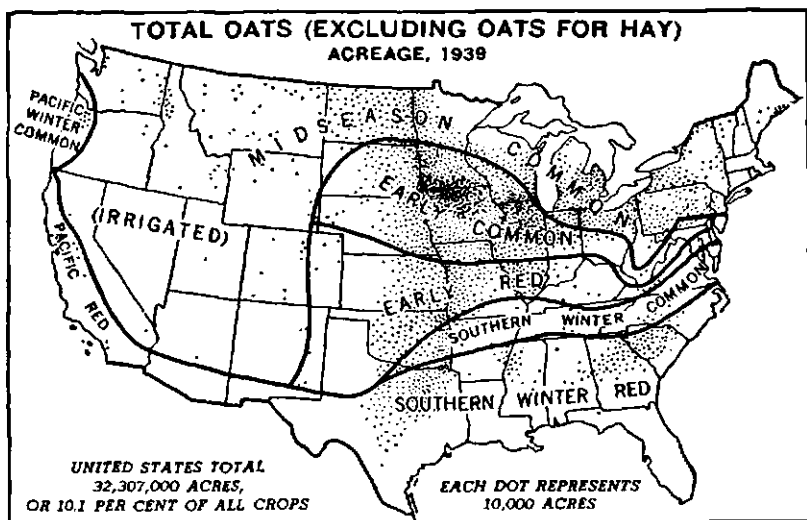 TOTAL OATS (EXCLUDING OATS FOR HAY)
ACREAGE, 1939
PACIFIC
WINTER
COMMON
MIDSEASON COMMON
(IRRIGATED)
EARLY
COMMON
PACIFIC RED
EARLY RED
SOUTHERN WINTER COMMON
SOUTHERN WINTER RED
UNITED STATES TOTAL
32,307,000 ACRES,
OR 10.1 PER CENT OF ALL CROPS
EACH DOT REPRESENTS
10,000 ACRES